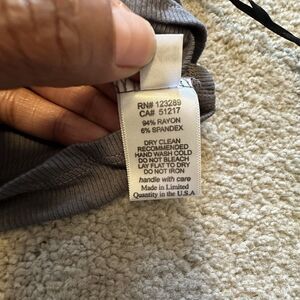 RN# 123289
CA# 51217
94% RAYON
6% SPANDEX
DRY CLEAN
RECOMMENDED
HAND WASH COLD
DO NOT BLEACH
LAY FLAT TO DRY
DO NOT IRON
handle with care
Made in Limited
Quantity in the U.S.A